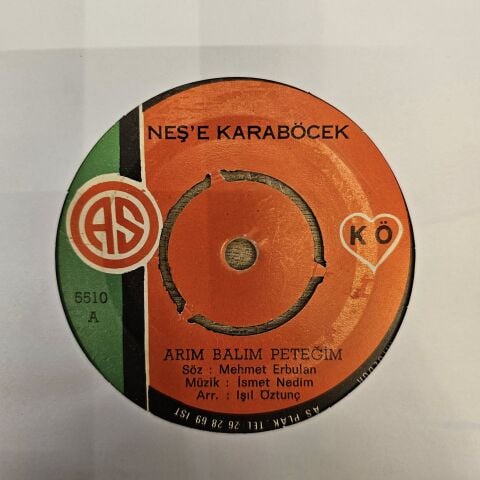 NEŞ'E KARABÖCEK
AS
K Ö
5510
A
ARIM BALIM PETEĞİM
Söz : Mehmet Erbulan
Müzik : İsmet Nedim
Arr. : Işıl Öztunç
AS PLAK. TEL 26 28 69 IST